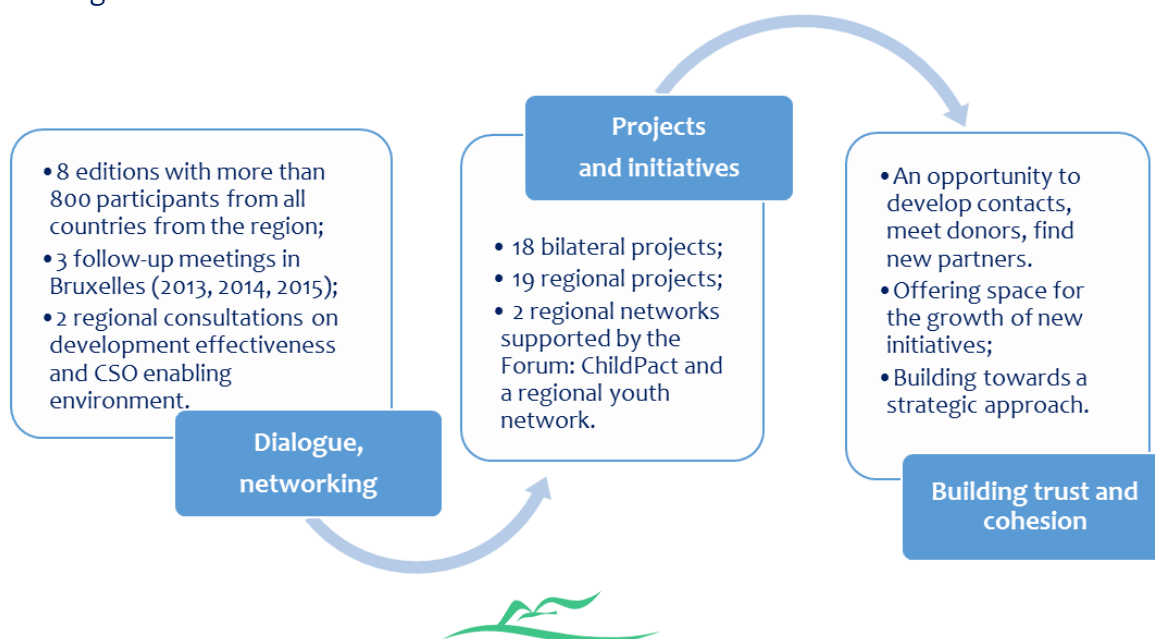 • 8 editions with more than
800 participants from all
countries from the region;
• 3 follow-up meetings in
Bruxelles (2013, 2014, 2015);
• 2 regional consultations on
development effectiveness
and CSO enabling
environment.
Dialogue,
networking
Projects
and initiatives
• 18 bilateral projects;
• 19 regional projects;
• 2 regional networks
supported by the
Forum: ChildPact and
a regional youth
network.
• An opportunity to
develop contacts,
meet donors, find
new partners.
• Offering space for
the growth of new
initiatives;
• Building towards a
strategic approach.
Building trust and
cohesion